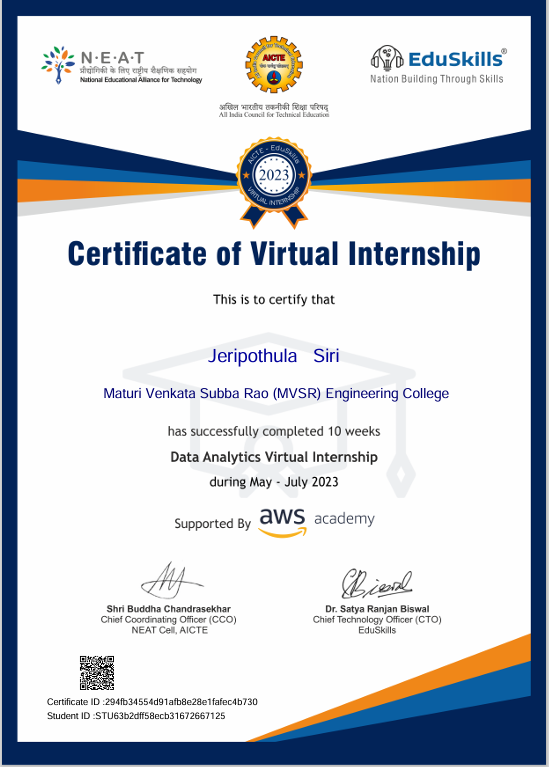 N·E·A·T
प्रौद्योगिकी के लिए राष्ट्रीय शैक्षणिक सहयोग
National Educational Alliance for Technology
AICTE
अखिल भारतीय तकनीकी शिक्षा परिषद्
All India Council for Technical Education
EduSkills®
Nation Building Through Skills
AICTE - EduSkills
2023
VIRTUAL INTERNSHIP
Certificate of Virtual Internship
This is to certify that
Jeripothula Siri
Maturi Venkata Subba Rao (MVSR) Engineering College
has successfully completed 10 weeks
Data Analytics Virtual Internship
during May - July 2023
Supported By aws academy
Shri Buddha Chandrasekhar
Chief Coordinating Officer (CCO)
NEAT Cell, AICTE
Dr. Satya Ranjan Biswal
Chief Technology Officer (CTO)
EduSkills
Certificate ID :294fb34554d91afb8e28e1fafec4b730
Student ID :STU63b2dff58ecb31672667125